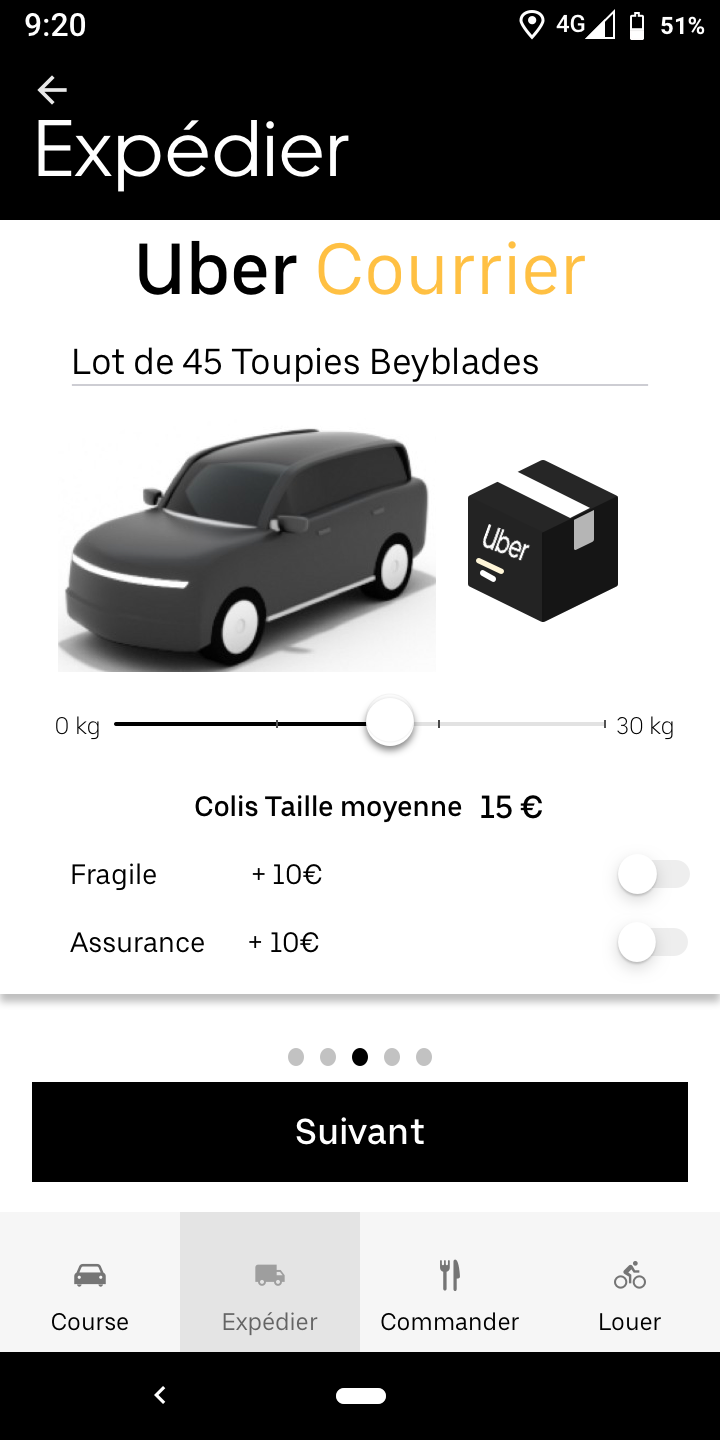 9:20 4G 51%
Expédier
Uber Courrier
Lot de 45 Toupies Beyblades
Uber
0 kg 30 kg
Colis Taille moyenne 15 €
Fragile + 10€
Assurance + 10€
Suivant
Course Expédier Commander Louer